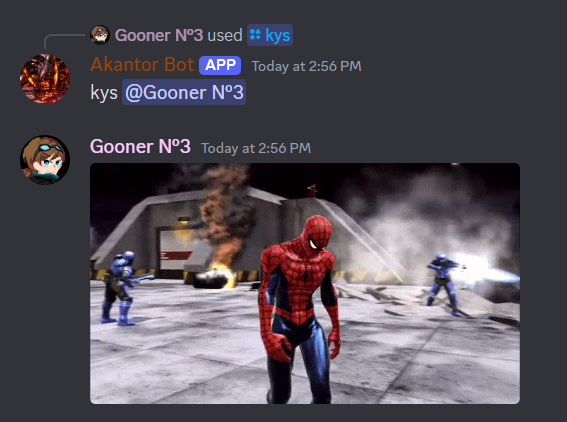 Gooner Nº3 used kys
Akantor Bot APP Today at 2:56 PM
kys @Gooner Nº3
Gooner Nº3 Today at 2:56 PM